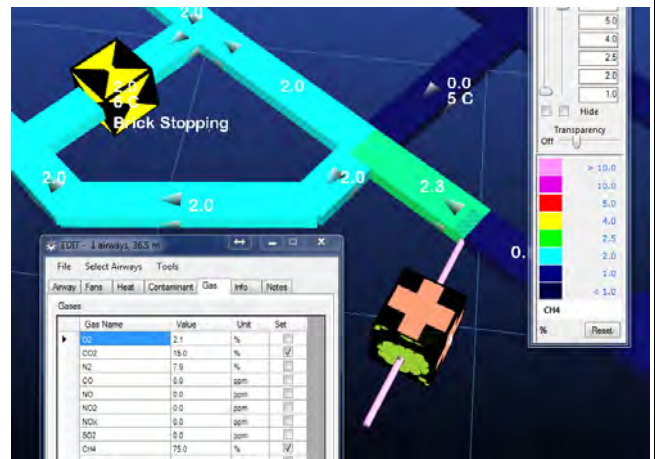 2.0
5.0
4.0
2.5
2.0
1.0
Hide
Transparency
Off
> 10.0
10.0
5.0
4.0
2.5
2.0
1.0
< 1.0
CH4
%
Reset
2.0
0.0
5 C
Brick Stopping
2.0
2.0
2.0
2.0
2.3
0.
EDIT - 1 airways, 36.5 m
File Select Airways Tools
Airway Fans Heat Contaminant Gas Info Notes
Gases
Gas Name Value Unit Set
O2 2.1 %
CO2 15.0 %
N2 7.9 %
CO 0.0 ppm
NO 0.0 ppm
NO2 0.0 ppm
NOx 0.0 ppm
SO2 0.0 ppm
CH4 75.0 %